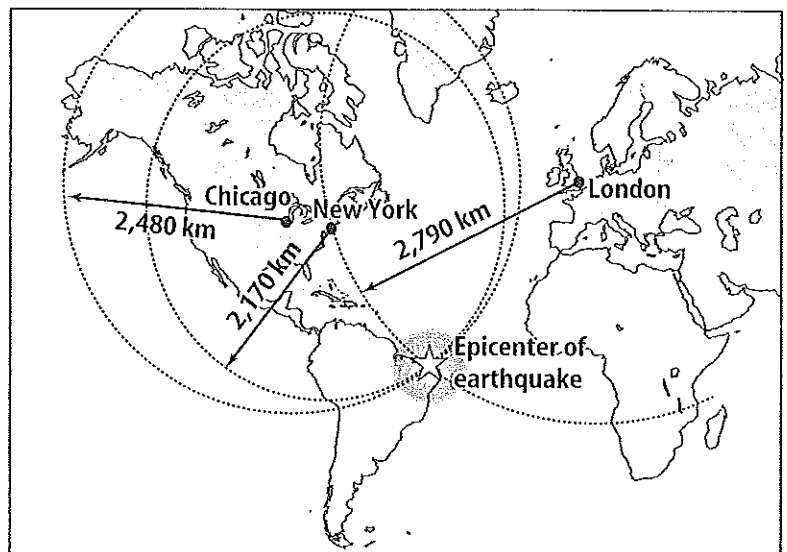 Chicago
New York
London
2,480 km
2,790 km
2,170 km
Epicenter of
earthquake